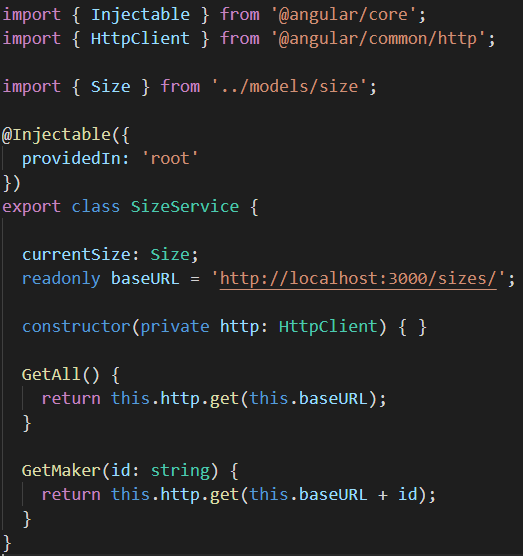 import { Injectable } from '@angular/core';
import { HttpClient } from '@angular/common/http';
import { Size } from '../models/size';
@Injectable({
providedIn: 'root'
})
export class SizeService {
currentSize: Size;
readonly baseURL = 'http://localhost:3000/sizes/';
constructor(private http: HttpClient) { }
GetAll() {
return this.http.get(this.baseURL);
}
GetMaker(id: string) {
return this.http.get(this.baseURL + id);
}
}